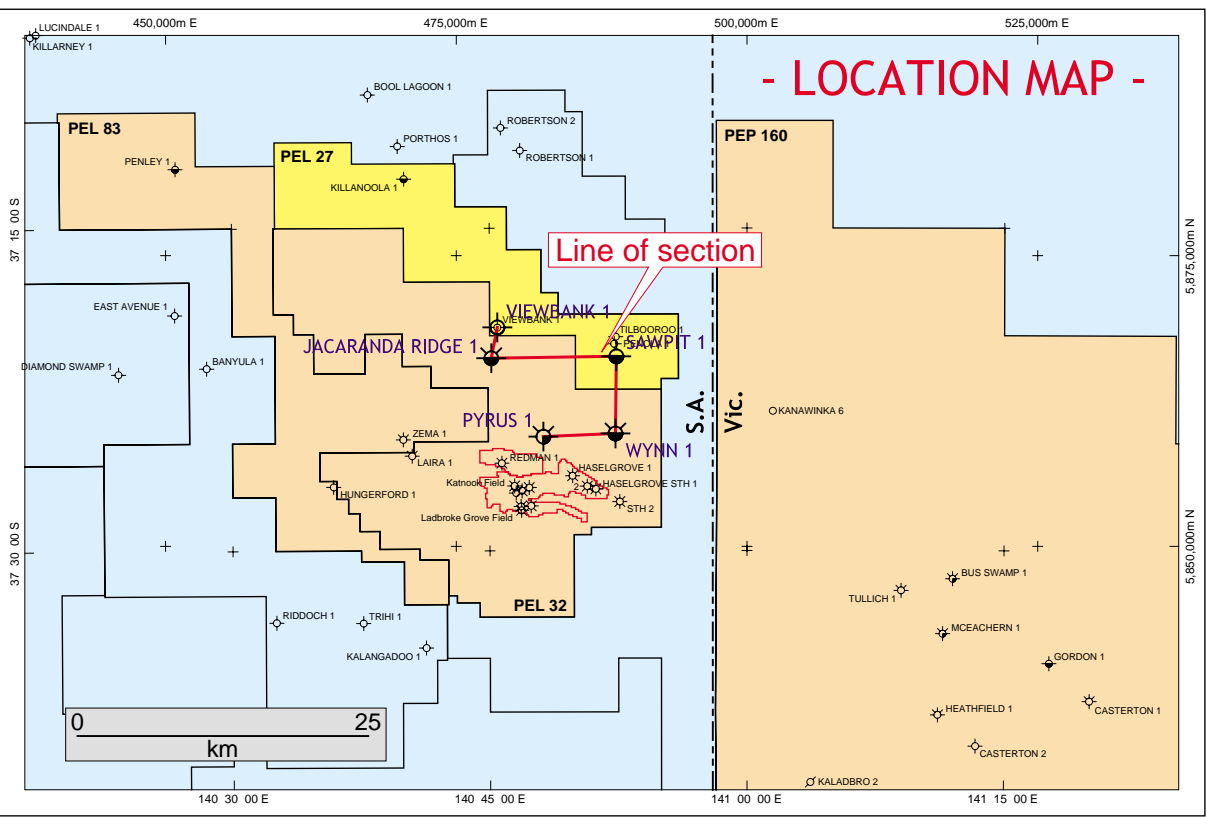 450,000m E
475,000m E
500,000m E
525,000m E
LUCINDALE 1
KILLARNEY 1
- LOCATION MAP -
BOOL LAGOON 1
ROBERTSON 2
PEL 83
PORTHOS 1
PEP 160
PENLEY 1
PEL 27
ROBERTSON 1
KILLANOOLA 1
37 15 00 S
5,875,000m N
Line of section
EAST AVENUE 1
VIEWBANK 1
VIEWBANK 1
TILBOOROO 1
JACARANDA RIDGE 1
SAWPIT 1
DIAMOND SWAMP 1
BANYULA 1
S.A.
Vic.
KANAWINKA 6
PYRUS 1
ZEMA 1
WYNN 1
LAIRA 1
REDMAN 1
HASELGROVE 1
HUNGERFORD 1
Katnook Field
2
HASELGROVE STH 1
STH 2
Ladbroke Grove Field
37 30 00 S
5,850,000m N
BUS SWAMP 1
TULLICH 1
PEL 32
RIDDOCH 1
TRIHI 1
MCEACHERN 1
KALANGADOO 1
GORDON 1
HEATHFIELD 1
CASTERTON 1
0 25
km
CASTERTON 2
KALADBRO 2
140 30 00 E
140 45 00 E
141 00 00 E
141 15 00 E